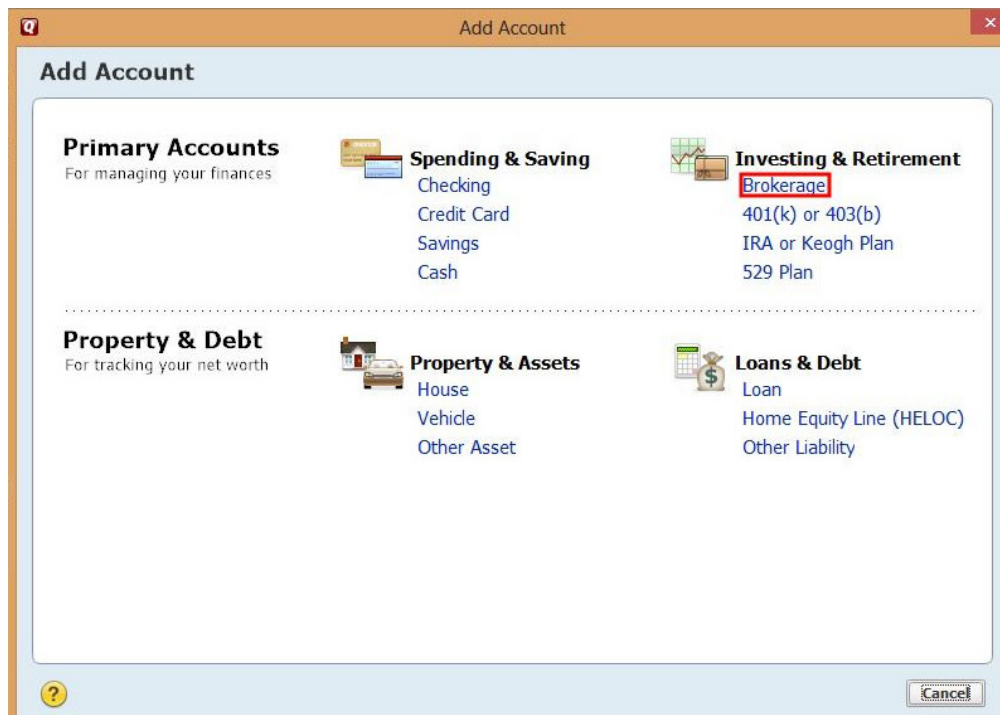 Add Account
Add Account
Primary Accounts
For managing your finances
Spending & Saving
Checking
Credit Card
Savings
Cash
Investing & Retirement
Brokerage
401(k) or 403(b)
IRA or Keogh Plan
529 Plan
Property & Debt
For tracking your net worth
Property & Assets
House
Vehicle
Other Asset
Loans & Debt
Loan
Home Equity Line (HELOC)
Other Liability
?
Cancel